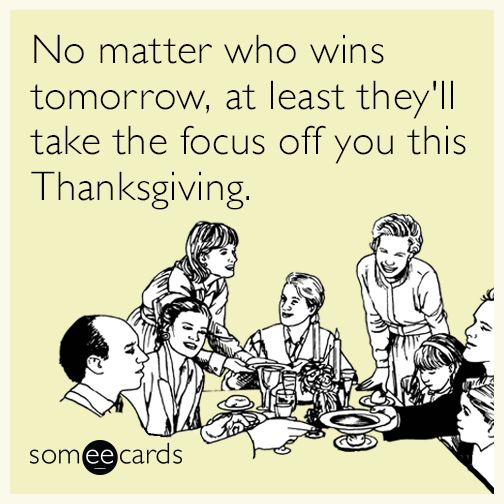 No matter who wins
tomorrow, at least they'll
take the focus off you this
Thanksgiving.
someecards